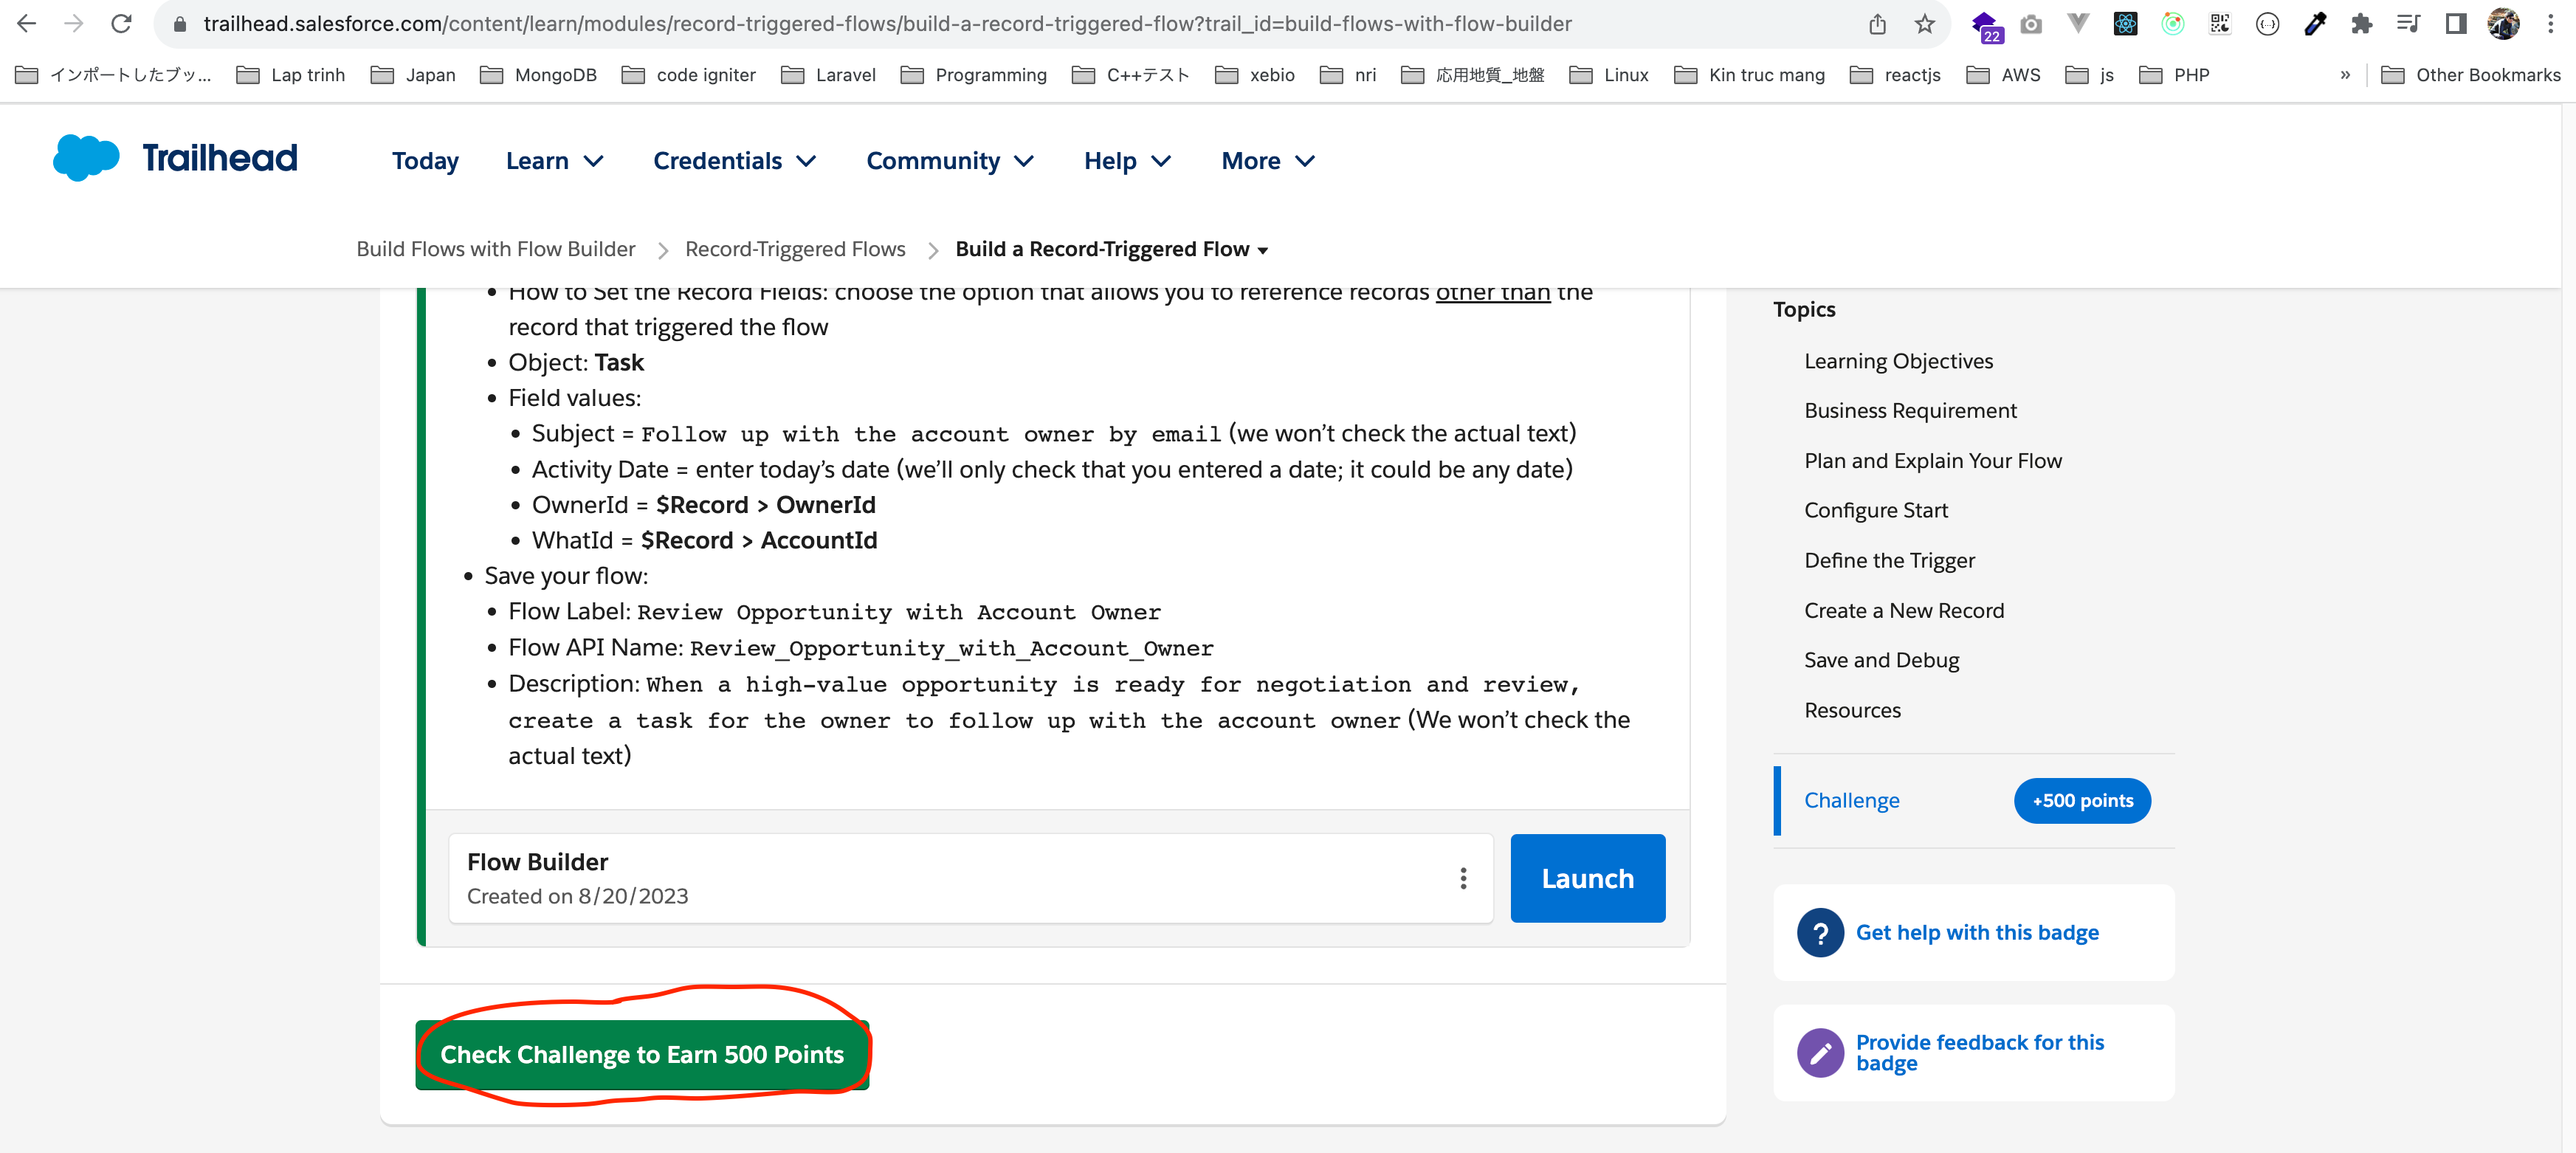 trailhead.salesforce.com/content/learn/modules/record-triggered-flows/build-a-record-triggered-flow?trail_id=build-flows-with-flow-builder
22
インポートしたブッ...
Lap trinh
Japan
MongoDB
code igniter
Laravel
Programming
C++テスト
xebio
nri
応用地質_地盤
Linux
Kin truc mang
reactjs
AWS
js
PHP
»
Other Bookmarks
Trailhead
Today
Learn
Credentials
Community
Help
More
Build Flows with Flow Builder
Record-Triggered Flows
Build a Record-Triggered Flow
• How to Set the Record Fields: choose the option that allows you to reference records other than the
record that triggered the flow
• Object: Task
• Field values:
• Subject = Follow up with the account owner by email (we won’t check the actual text)
• Activity Date = enter today’s date (we’ll only check that you entered a date; it could be any date)
• OwnerId = $Record > OwnerId
• WhatId = $Record > AccountId
• Save your flow:
• Flow Label: Review Opportunity with Account Owner
• Flow API Name: Review_Opportunity_with_Account_Owner
• Description: When a high-value opportunity is ready for negotiation and review,
create a task for the owner to follow up with the account owner (We won’t check the
actual text)
Flow Builder
Created on 8/20/2023
Launch
Check Challenge to Earn 500 Points
Topics
Learning Objectives
Business Requirement
Plan and Explain Your Flow
Configure Start
Define the Trigger
Create a New Record
Save and Debug
Resources
Challenge
+500 points
?
Get help with this badge
Provide feedback for this
badge